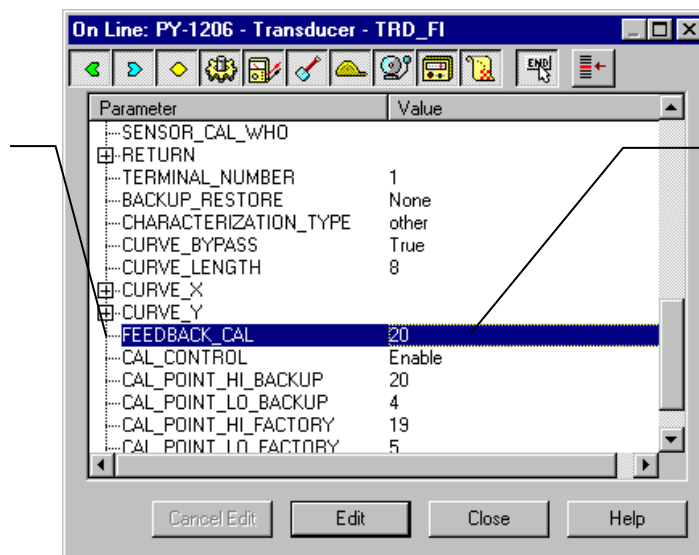 On Line: PY-1206 - Transducer - TRD_FI
END
Parameter Value
SENSOR_CAL_WHO
RETURN
TERMINAL_NUMBER 1
BACKUP_RESTORE None
CHARACTERIZATION_TYPE other
CURVE_BYPASS True
CURVE_LENGTH 8
CURVE_X
CURVE_Y
FEEDBACK_CAL 20
CAL_CONTROL Enable
CAL_POINT_HI_BACKUP 20
CAL_POINT_LO_BACKUP 4
CAL_POINT_HI_FACTORY 19
CAL_POINT_LO_FACTORY 5
Cancel Edit Edit Close Help